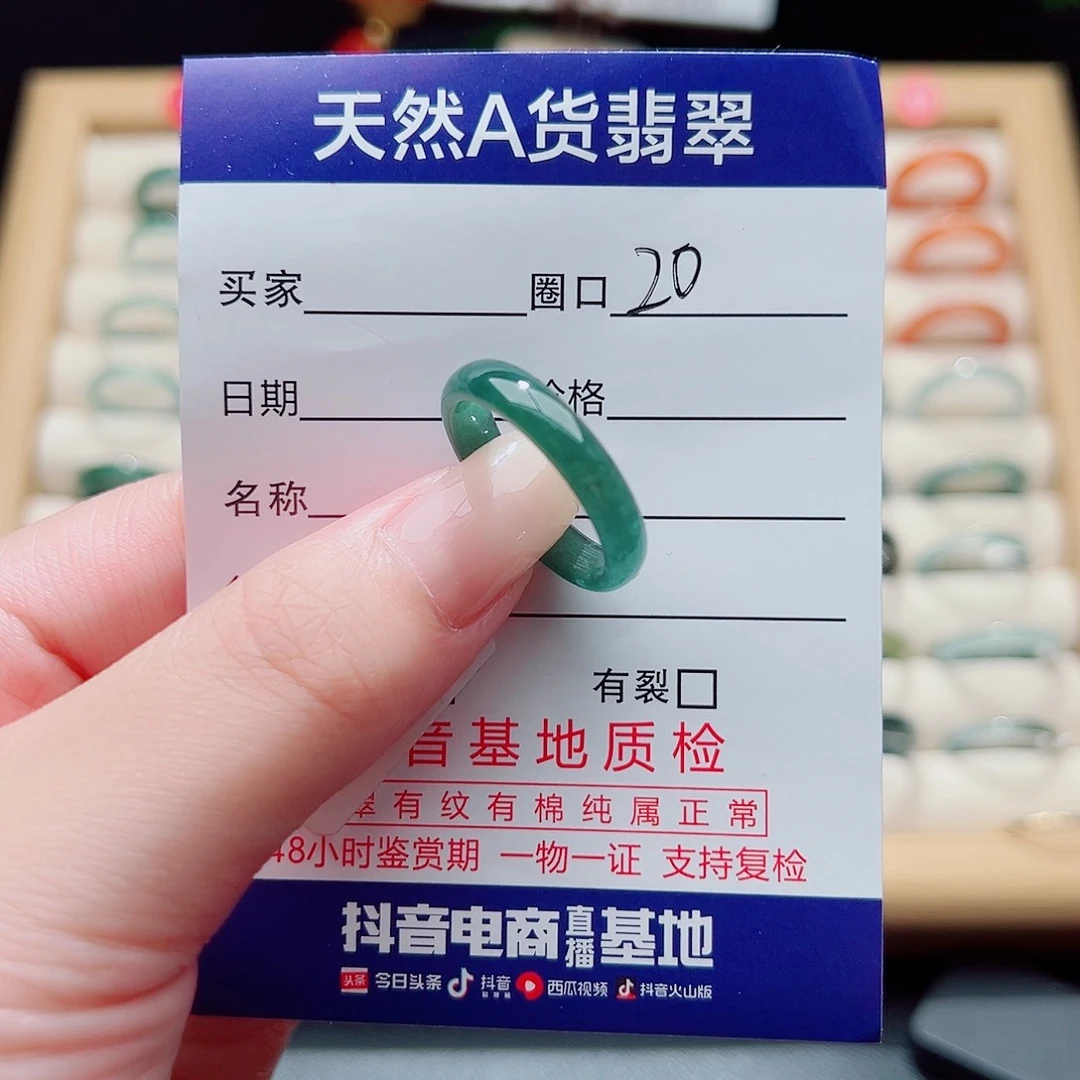 天然A货翡翠
买家 圈口 20
日期 格
名称
有裂
音基地质检
有纹有棉纯属正常
48小时鉴赏期 一物一证 支持复检
抖音电商直播基地
头条 今日头条 抖音 西瓜视频 抖音火山版